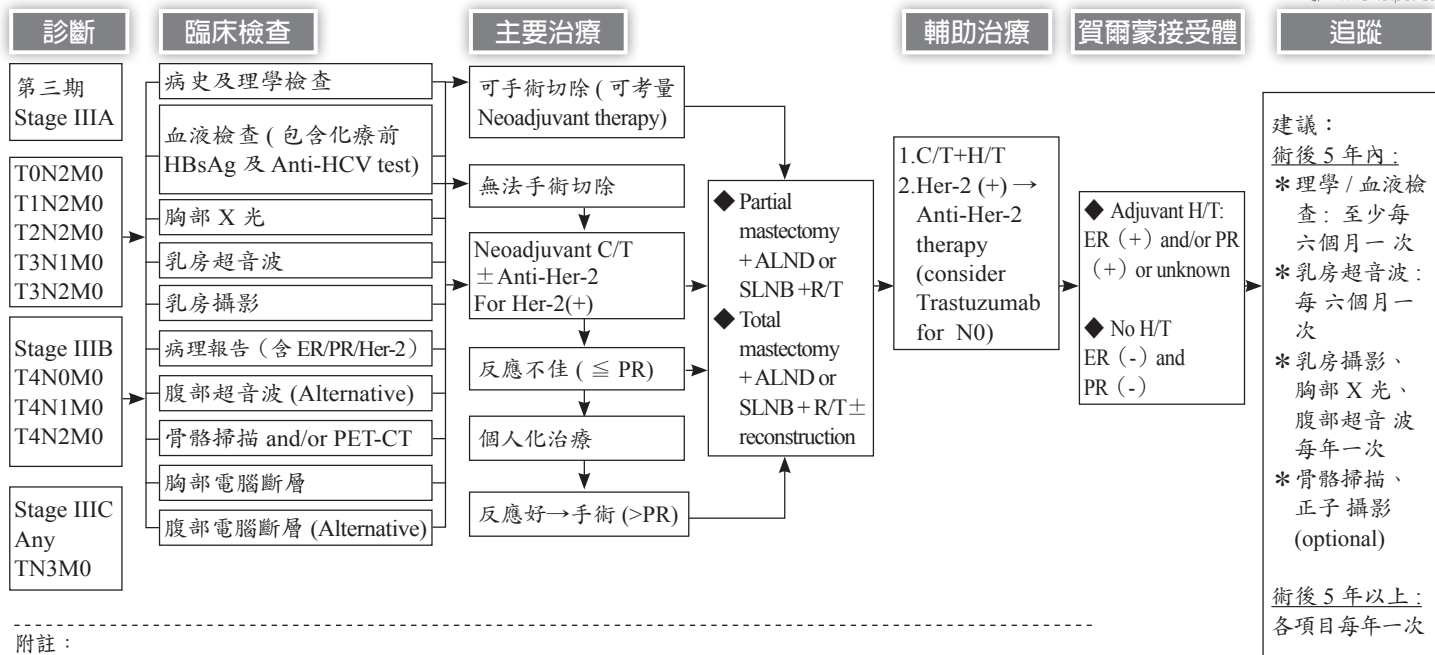 診斷
臨床檢查
主要治療
輔助治療
賀爾蒙接受體
追蹤
第三期
Stage IIIA
T0N2M0
T1N2M0
T2N2M0
T3N1M0
T3N2M0
Stage IIIB
T4N0M0
T4N1M0
T4N2M0
Stage IIIC
Any
TN3M0
病史及理學檢查
血液檢查 ( 包含化療前
HBsAg 及 Anti-HCV test)
胸部 X 光
乳房超音波
乳房攝影
病理報告（含 ER/PR/Her-2）
腹部超音波 (Alternative)
骨骼掃描 and/or PET-CT
胸部電腦斷層
腹部電腦斷層 (Alternative)
可手術切除 ( 可考量
Neoadjuvant therapy)
無法手術切除
Neoadjuvant C/T
±Anti-Her-2
For Her-2(+)
反應不佳 ( ≦ PR)
個人化治療
反應好→手術 (>PR)
◆ Partial
mastectomy
+ALND or
SLNB +R/T
◆ Total
mastectomy
+ALND or
SLNB + R/T±
reconstruction
1.C/T+H/T
2.Her-2 (+) →
Anti-Her-2
therapy
(consider
Trastuzumab
for N0)
◆ Adjuvant H/T:
ER（+）and/or PR
（+）or unknown
◆ No H/T
ER (-) and
PR (-)
建議：
術後 5 年內 :
＊理學 / 血液檢
查 : 至少每
六個月一 次
＊乳房超音波 :
每 六個月一
次
＊乳房攝影、
胸部 X 光、
腹部超音 波
每年一次
＊骨骼掃描、
正子 攝影
(optional)
術後 5 年以上 :
各項目每年一次
附註：